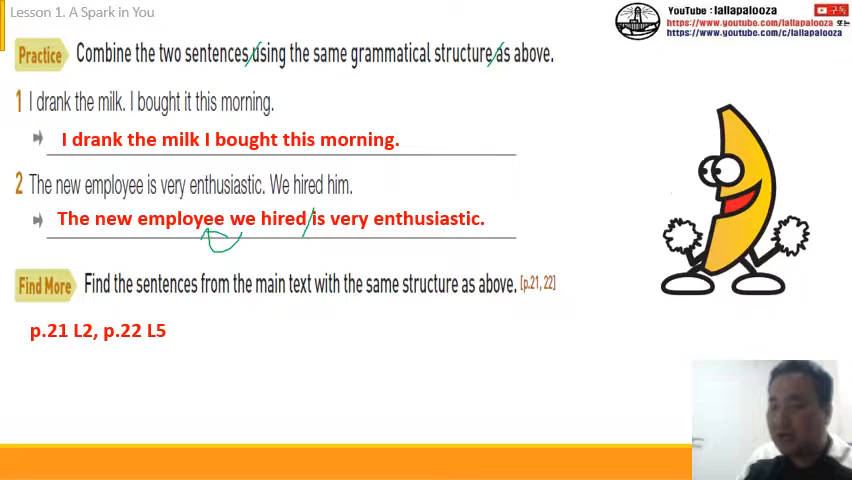 Lesson 1. A Spark in You
YouTube : lallapalooza 구독
https://www.youtube.com/lallapalooza 또는
https://www.youtube.com/c/lallapalooza
Practice Combine the two sentences using the same grammatical structure as above.
1 I drank the milk. I bought it this morning.
I drank the milk I bought this morning.
2 The new employee is very enthusiastic. We hired him.
The new employee we hired is very enthusiastic.
Find More Find the sentences from the main text with the same structure as above. [p.21, 22]
p.21 L2, p.22 L5